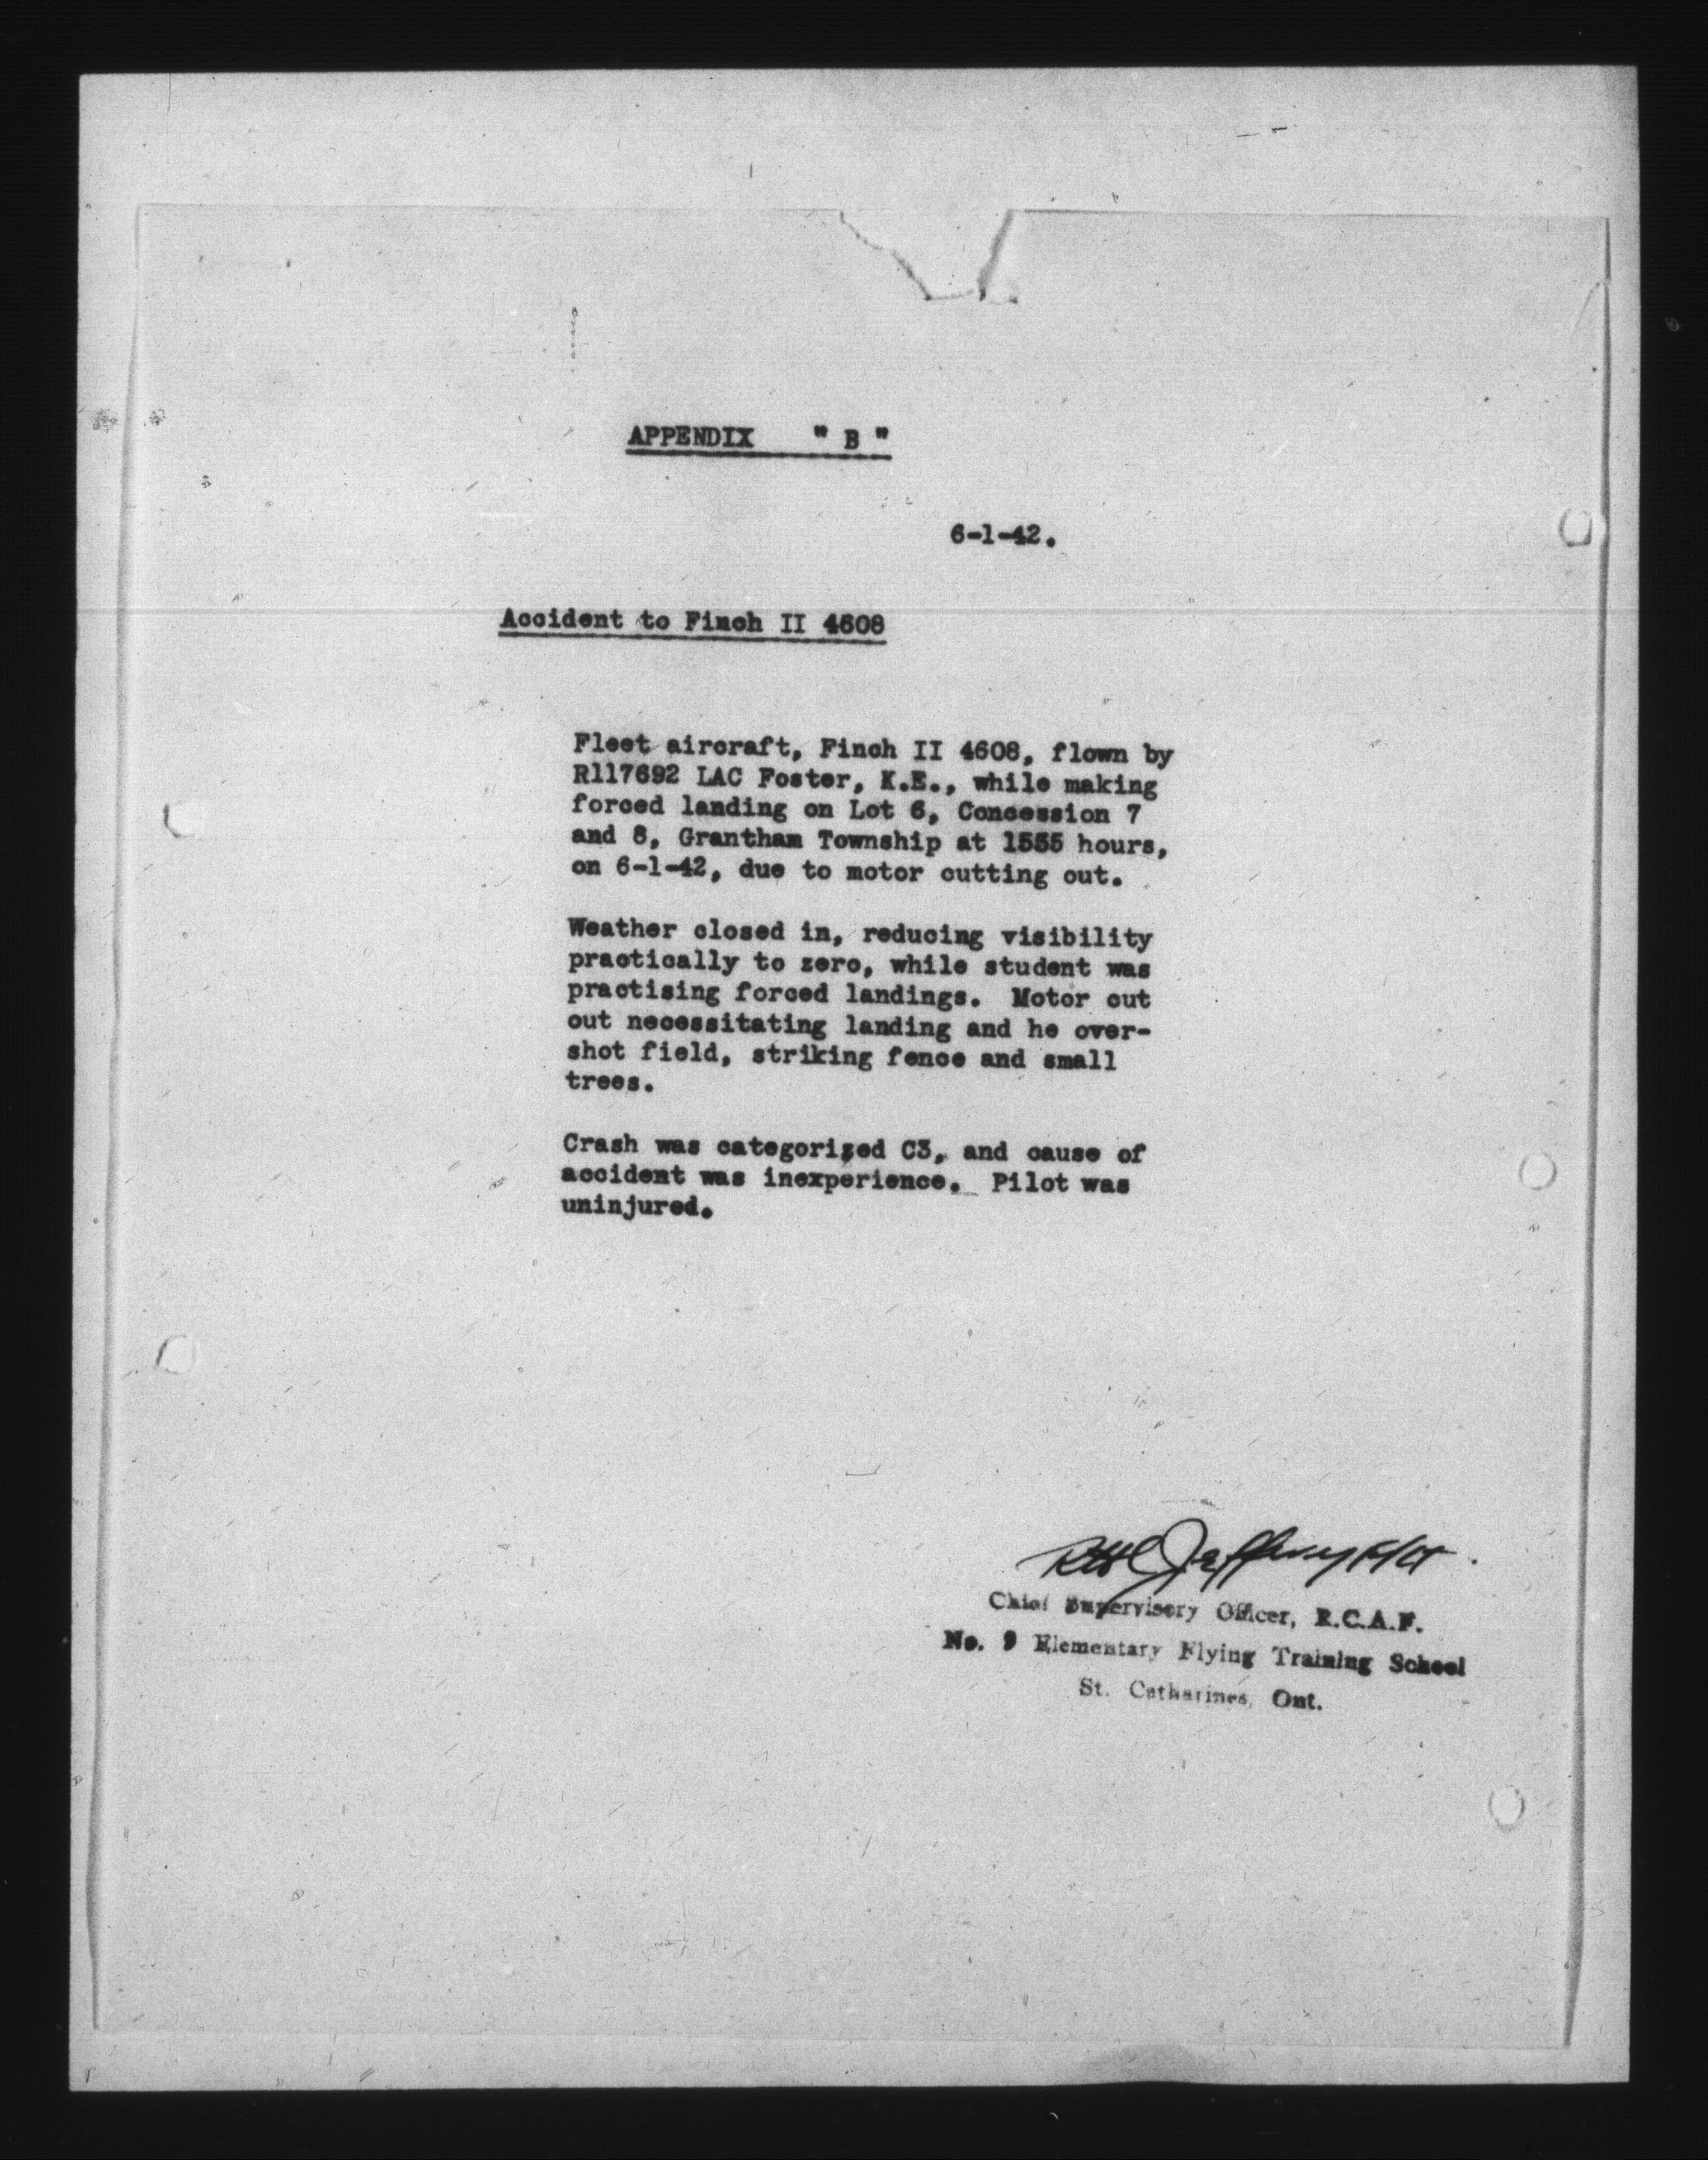 APPENDIX " B "
6-1-42.
Accident to Finch II 4608
Fleet aircraft, Finch II 4608, flown by
R117692 LAC Foster, K.E., while making
forced landing on Lot 6, Concession 7
and 8, Grantham Township at 1535 hours,
on 6-1-42, due to motor cutting out.
Weather closed in, reducing visibility
practically to zero, while student was
practising forced landings. Motor cut
out necessitating landing and he over-
shot field, striking fence and small
trees.
Crash was categorized C3, and cause of
accident was inexperience. Pilot was
uninjured.
Jeffery F/Lt
Chief Supervisory Officer, R.C.A.F.
No. 9 Elementary Flying Training School
St. Catharines, Ont.